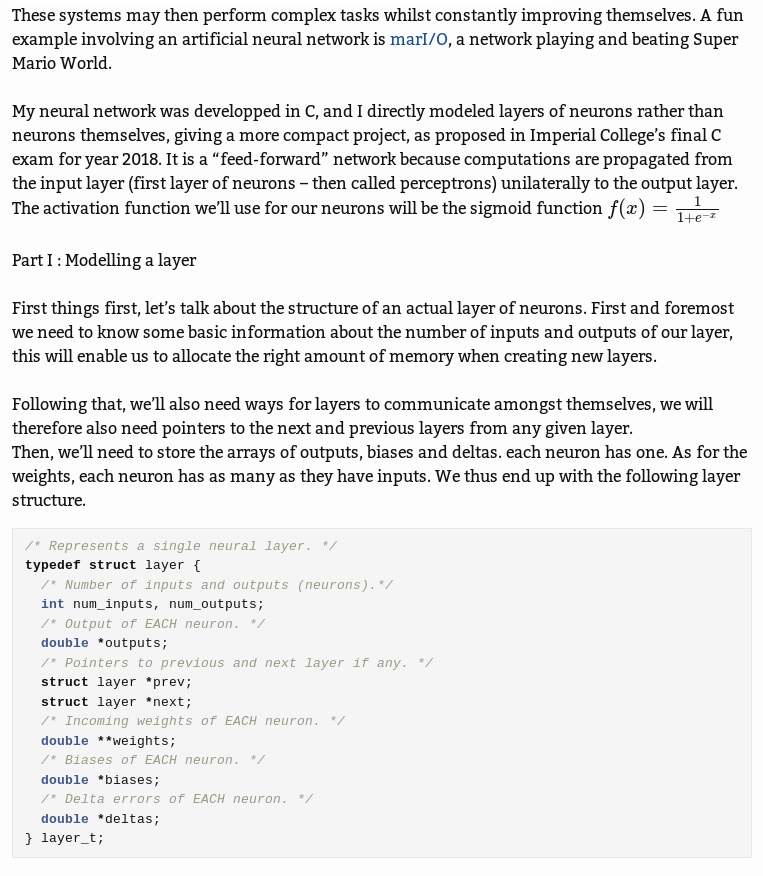 These systems may then perform complex tasks whilst constantly improving themselves. A fun
example involving an artificial neural network is marI/O, a network playing and beating Super
Mario World.
My neural network was developped in C, and I directly modeled layers of neurons rather than
neurons themselves, giving a more compact project, as proposed in Imperial College’s final C
exam for year 2018. It is a “feed-forward” network because computations are propagated from
the input layer (first layer of neurons – then called perceptrons) unilaterally to the output layer.
The activation function we’ll use for our neurons will be the sigmoid function f(x) = 1/(1+e^{-x})
Part I : Modelling a layer
First things first, let’s talk about the structure of an actual layer of neurons. First and foremost
we need to know some basic information about the number of inputs and outputs of our layer,
this will enable us to allocate the right amount of memory when creating new layers.
Following that, we’ll also need ways for layers to communicate amongst themselves, we will
therefore also need pointers to the next and previous layers from any given layer.
Then, we’ll need to store the arrays of outputs, biases and deltas. each neuron has one. As for the
weights, each neuron has as many as they have inputs. We thus end up with the following layer
structure.
/* Represents a single neural layer. */
typedef struct layer {
  /* Number of inputs and outputs (neurons).*/
  int num_inputs, num_outputs;
  /* Output of EACH neuron. */
  double *outputs;
  /* Pointers to previous and next layer if any. */
  struct layer *prev;
  struct layer *next;
  /* Incoming weights of EACH neuron. */
  double **weights;
  /* Biases of EACH neuron. */
  double *biases;
  /* Delta errors of EACH neuron. */
  double *deltas;
} layer_t;